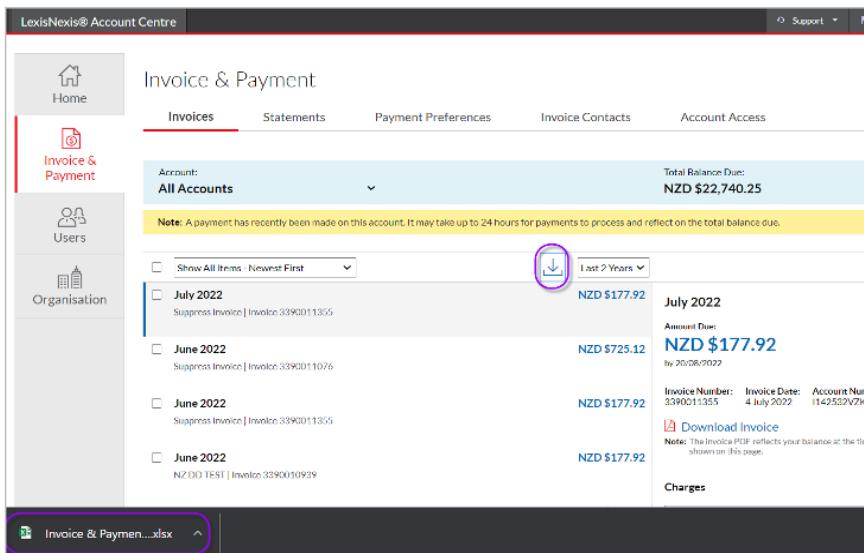 LexisNexis® Account Centre
Support
Home
Invoice &
Payment
Users
Organisation
Invoice & Payment
Invoices Statements Payment Preferences Invoice Contacts Account Access
Account:
All Accounts
Total Balance Due:
NZD $22,740.25
Note: A payment has recently been made on this account. It may take up to 24 hours for payments to process and reflect on the total balance due.
Show All Items - Newest First
Last 2 Years
July 2022 NZD $177.92
Suppress Invoice | Invoice 3390011355
June 2022 NZD $725.12
Suppress Invoice | Invoice 3390011076
June 2022 NZD $177.92
Suppress Invoice | Invoice 3390011355
June 2022 NZD $177.92
NZ DD TEST | Invoice 3390010939
July 2022
Amount Due:
NZD $177.92
by 20/08/2022
Invoice Number: Invoice Date: Account Nu
3390011355 4 July 2022 I142532VZK
Download Invoice
Note: The invoice PDF reflects your balance at the ti
shown on this page.
Charges
Invoice & Paymen....xlsx